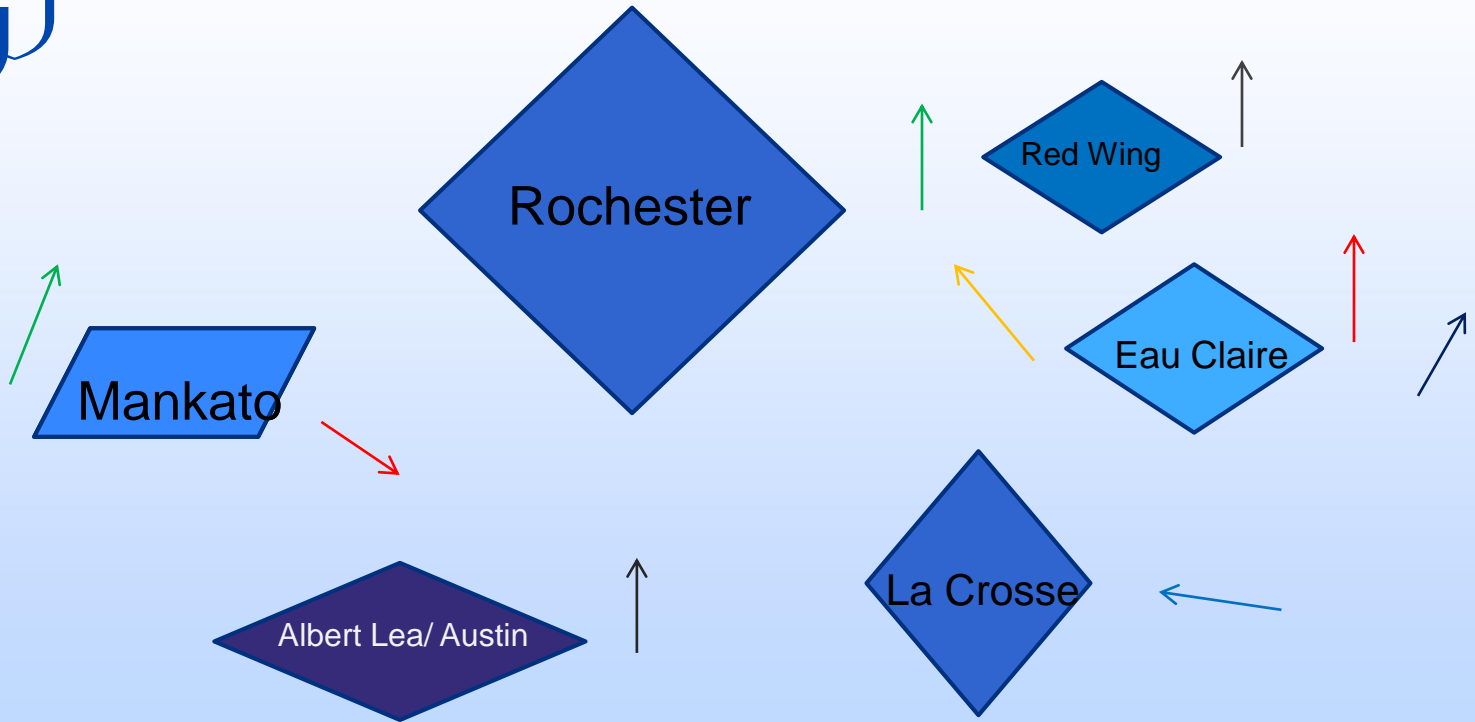 Rochester
Red Wing
Eau Claire
Mankato
La Crosse
Albert Lea/ Austin